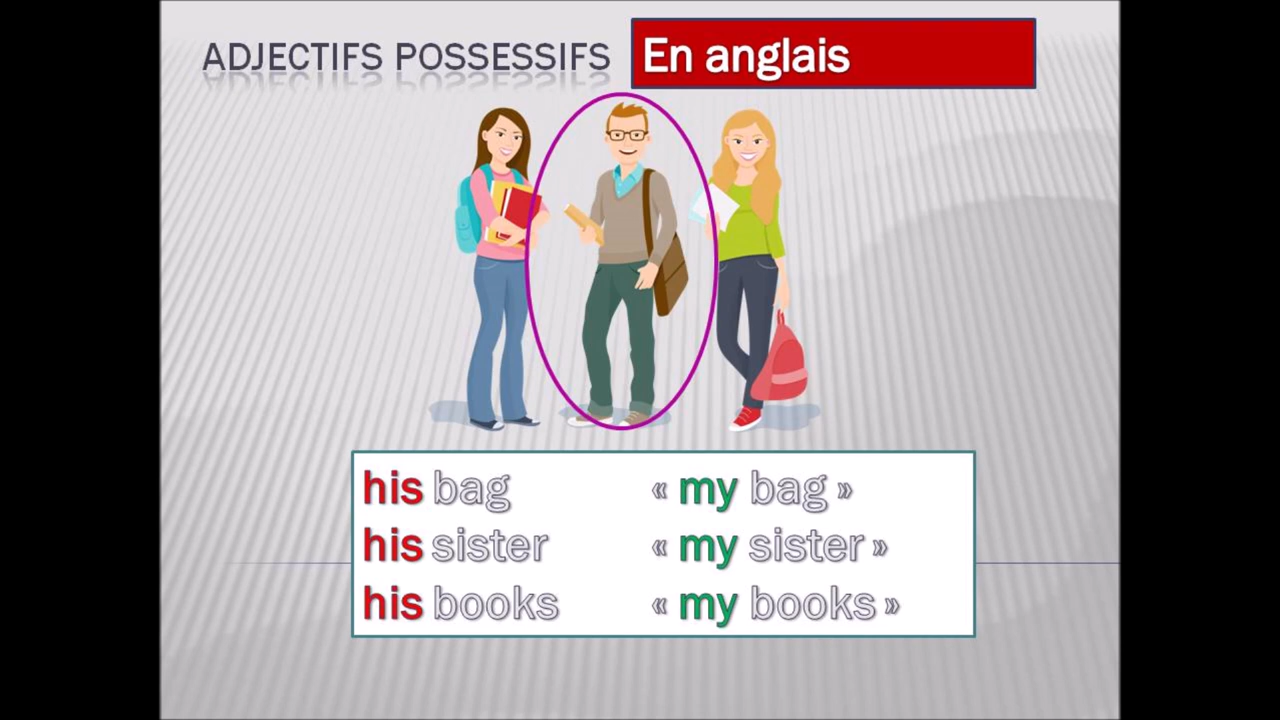 ADJECTIFS POSSESSIFS
En anglais
his bag « my bag »
his sister « my sister »
his books « my books »